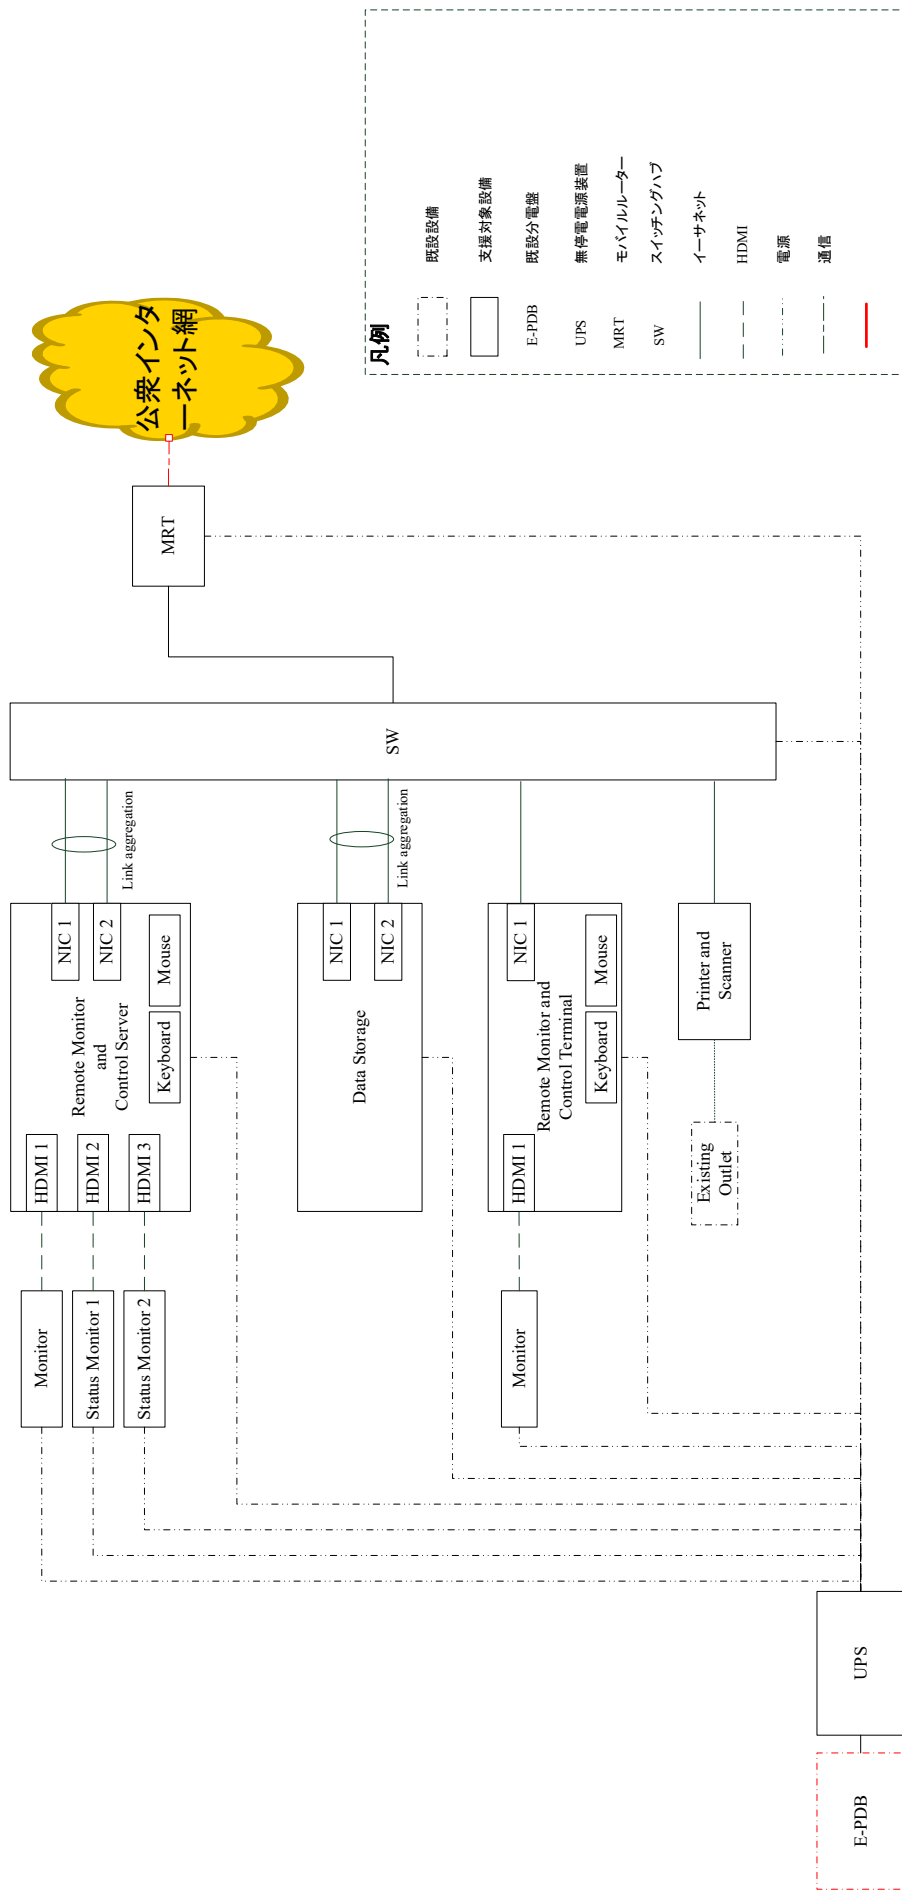 公衆インタ
ーネット網
MRT
SW
Link aggregation
Link aggregation
NIC 1
NIC 2
Remote Monitor
and
Control Server
Keyboard
Mouse
HDMI 1
HDMI 2
HDMI 3
Monitor
Status Monitor 1
Status Monitor 2
NIC 1
NIC 2
Data Storage
NIC 1
Remote Monitor and
Control Terminal
Keyboard
Mouse
HDMI 1
Monitor
Printer and
Scanner
Existing
Outlet
UPS
E-PDB
凡例
既設設備
支援対象設備
E-PDB 既設分電盤
UPS 無停電電源装置
MRT モバイルルーター
SW スイッチングハブ
イーサネット
HDMI
電源
通信